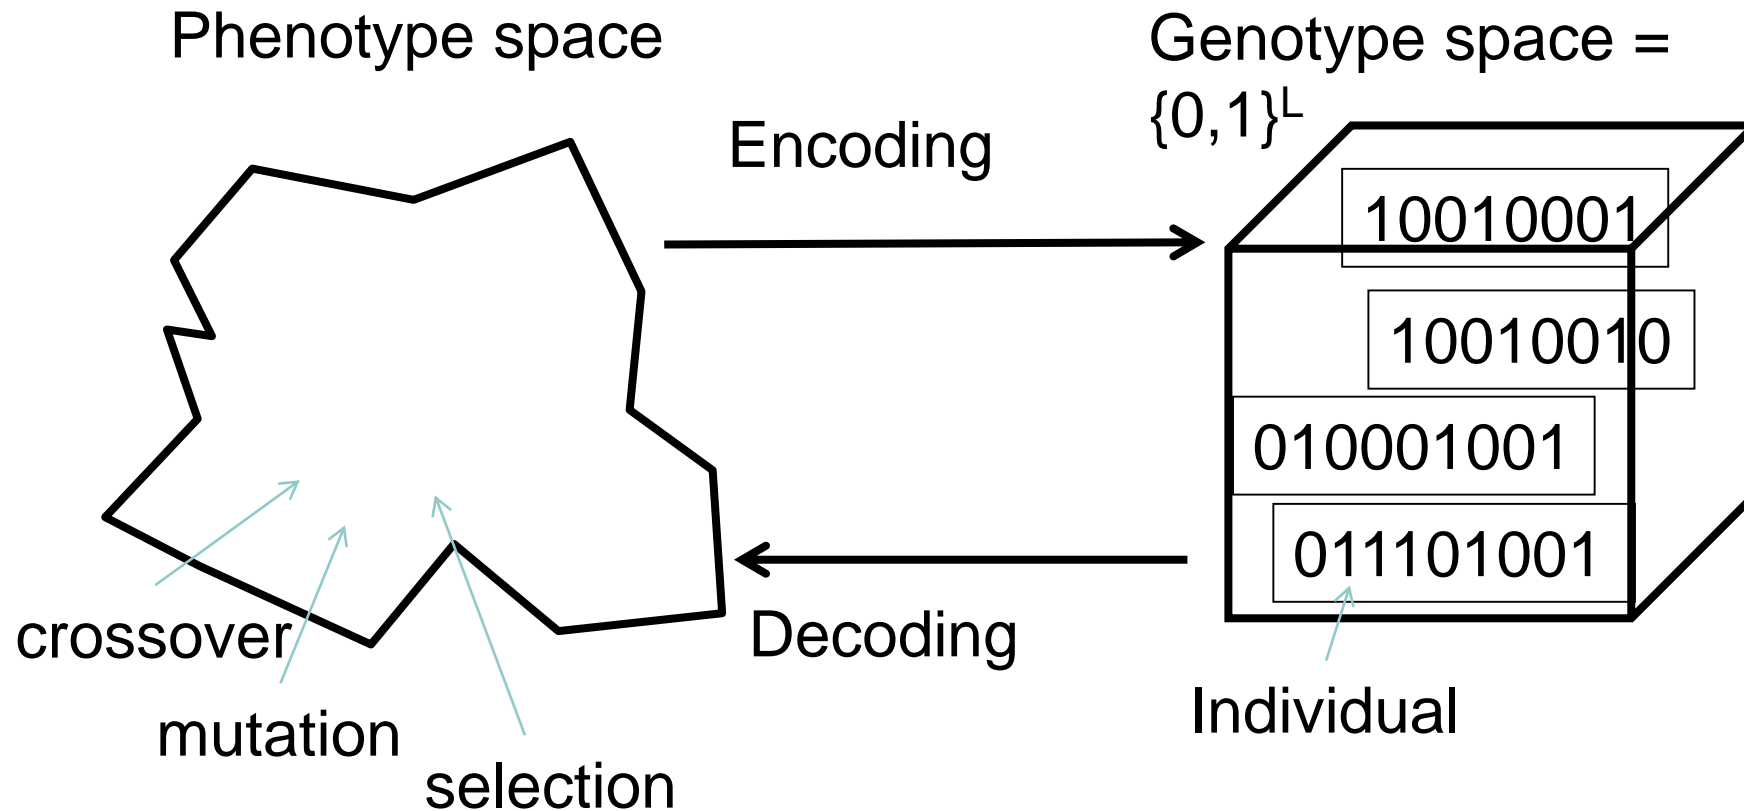 Phenotype space
Genotype space =
{0,1}ᴸ
Encoding
10010001
10010010
010001001
011101001
crossover
Decoding
mutation
Individual
selection